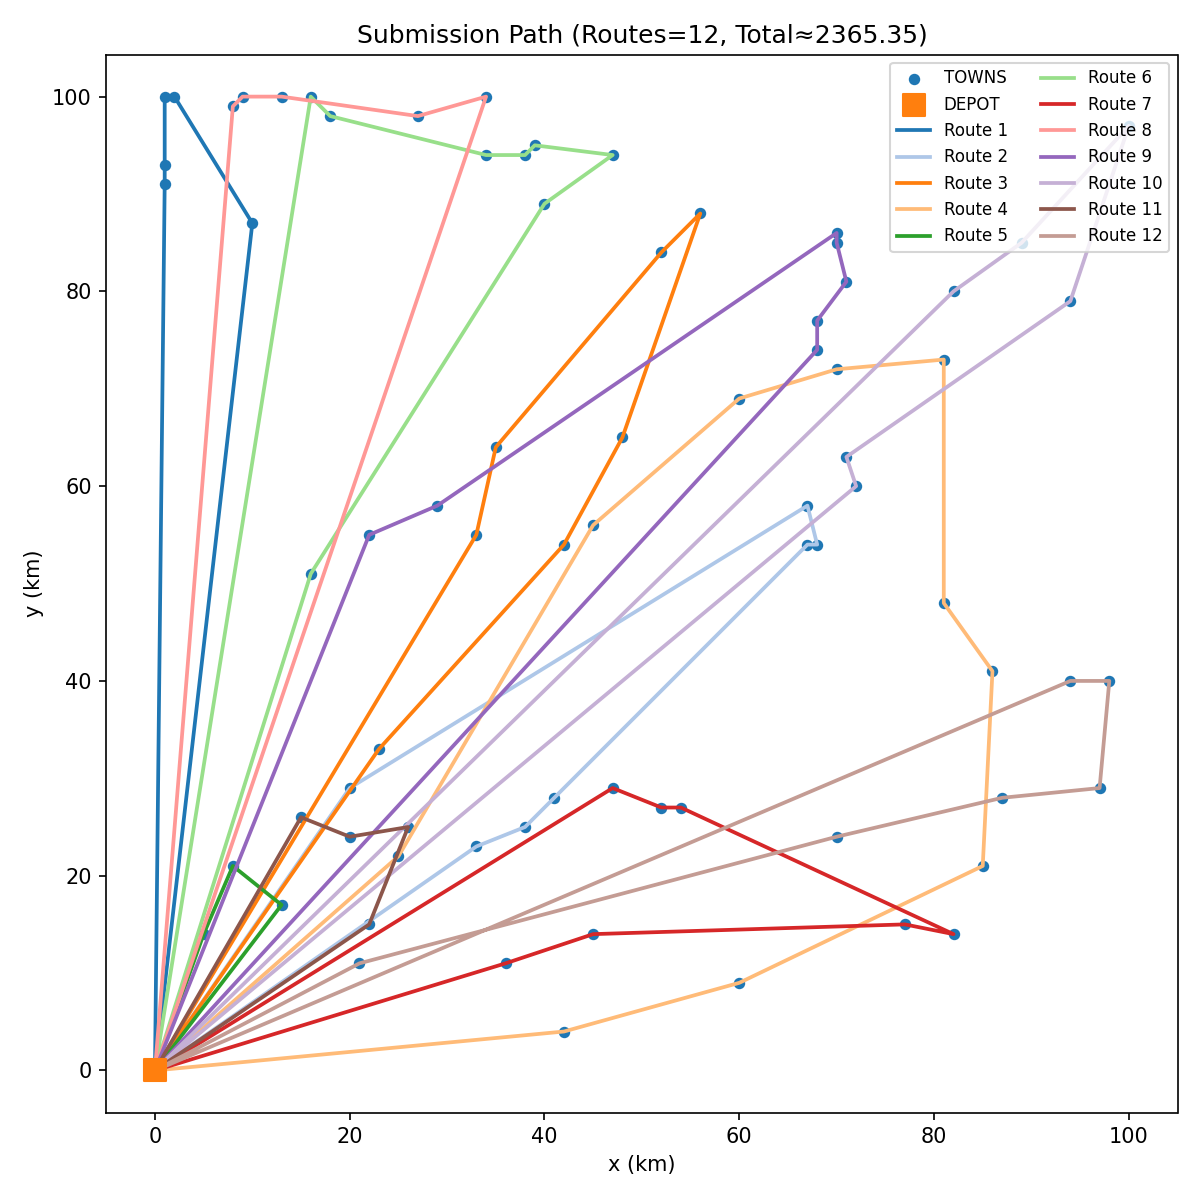 Submission Path (Routes=12, Total≈2365.35)
TOWNS
DEPOT
Route 1
Route 2
Route 3
Route 4
Route 5
Route 6
Route 7
Route 8
Route 9
Route 10
Route 11
Route 12
100
80
60
40
20
0
y (km)
0 20 40 60 80 100
x (km)